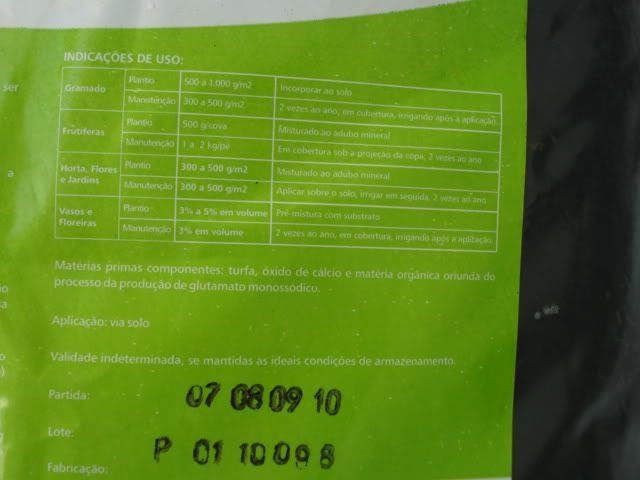 INDICAÇÕES DE USO:
Gramado Plantio 500 a 1.000 g/m2 Incorporar ao solo
Manutenção 300 a 500 g/m2 2 vezes ao ano, em cobertura, irrigando após a aplicação
Frutíferas Plantio 500 g/cova Misturado ao adubo mineral
Manutenção 1 a 2 kg/pé Em cobertura sob a projeção da copa, 2 vezes ao ano
Horta, Flores e Jardins Plantio 300 a 500 g/m2 Misturado ao adubo mineral
Manutenção 300 a 500 g/m2 Aplicar sobre o solo, irrigar em seguida, 2 vezes ao ano
Vasos e Floreiras Plantio 3% a 5% em volume Pré-mistura com substrato
Manutenção 3% em volume 2 vezes ao ano, em cobertura, irrigando após a aplicação
ser
a
Matérias primas componentes: turfa, óxido de cálcio e matéria orgânica oriunda do
processo da produção de glutamato monossódico.
Aplicação: via solo
Validade indeterminada, se mantidas as ideais condições de armazenamento.
Partida: 07 08 09 10
Lote: P 01 10 09 8
Fabricação: